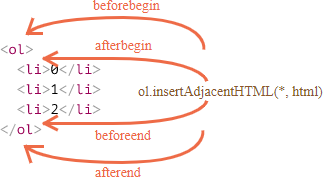 beforebegin
<ol>
afterbegin
<li>0</li>
<li>1</li>
ol.insertAdjacentHTML(*, html)
<li>2</li>
</ol>
beforeend
afterend